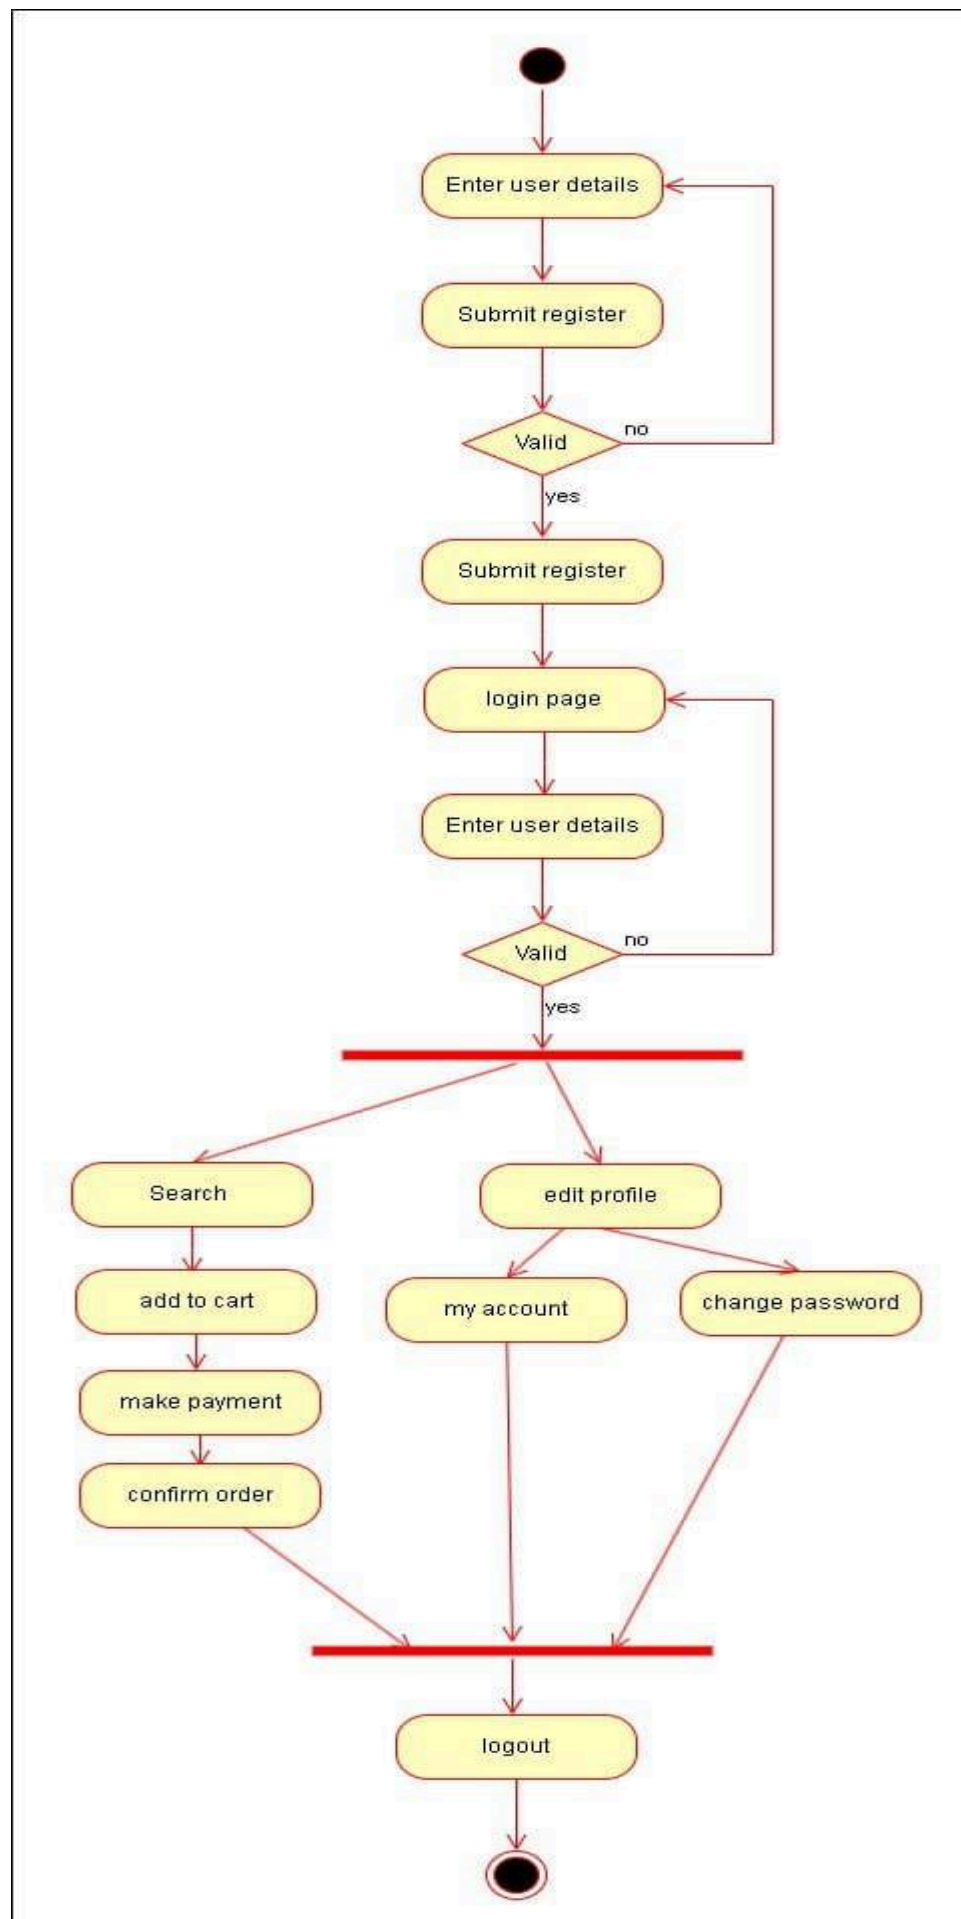 Enter user details
Submit register
Valid
no
yes
Submit register
login page
Enter user details
Valid
no
yes
Search
edit profile
add to cart
my account
change password
make payment
confirm order
logout